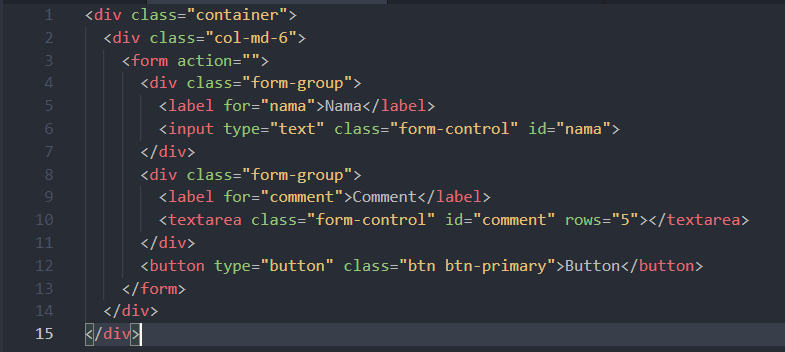 1 <div class="container">
2   <div class="col-md-6">
3     <form action="">
4       <div class="form-group">
5         <label for="nama">Nama</label>
6         <input type="text" class="form-control" id="nama">
7       </div>
8       <div class="form-group">
9         <label for="comment">Comment</label>
10         <textarea class="form-control" id="comment" rows="5"></textarea>
11       </div>
12       <button type="button" class="btn btn-primary">Button</button>
13     </form>
14   </div>
15 </div>